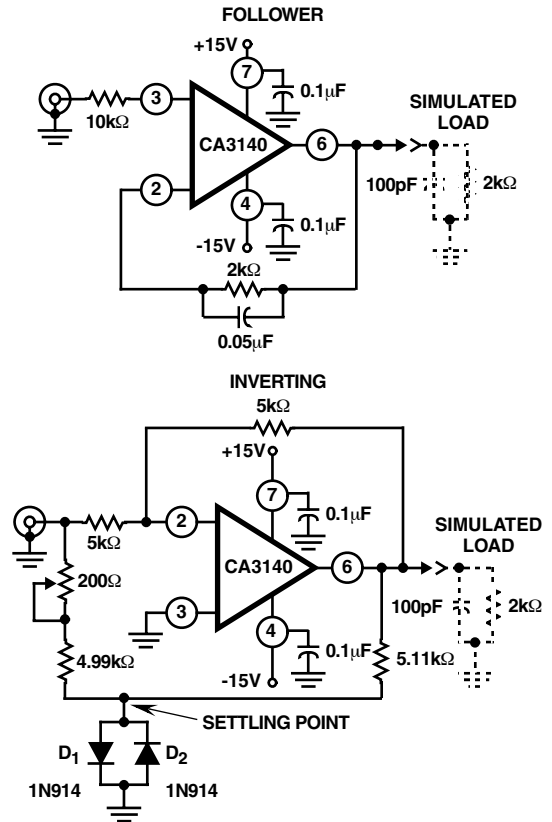 FOLLOWER
+15V
7
0.1µF
3
10kΩ
CA3140
6
SIMULATED
LOAD
100pF
2kΩ
2
4
0.1µF
-15V
2kΩ
0.05µF
INVERTING
5kΩ
+15V
7
0.1µF
5kΩ
2
SIMULATED
LOAD
200Ω
CA3140
6
100pF
2kΩ
3
4
0.1µF
4.99kΩ
5.11kΩ
-15V
SETTLING POINT
D1
D2
1N914
1N914